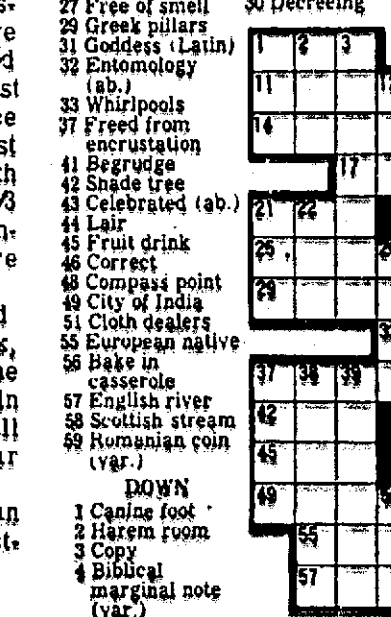 27 Free of smell
29 Greek pillars
31 Goddess (Latin)
32 Entomology
(ab.)
33 Whirlpools
37 Freed from
encrustation
41 Begrudge
42 Shade tree
43 Celebrated (ab.)
44 Lair
45 Fruit drink
46 Correct
48 Compass point
49 City of India
51 Cloth dealers
55 European native
56 Bake in
casserole
57 English river
58 Scottish stream
59 Romanian coin
(var.)
DOWN
1 Canine foot
2 Harem room
3 Copy
4 Biblical
marginal note
(var.)
50 Decreeing
1 2 3
11
14
17
21 22
25
29
37 38 39
42
45
49
55
57